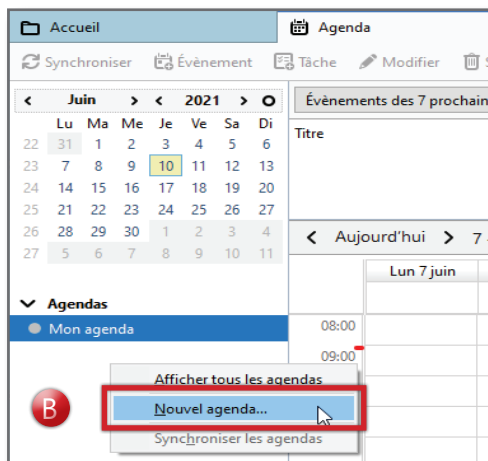 Accueil
Agenda
Synchroniser Évènement Tâche Modifier
Juin 2021
Évènements des 7 prochain
Lu Ma Me Je Ve Sa Di
Titre
22 31 1 2 3 4 5 6
23 7 8 9 10 11 12 13
24 14 15 16 17 18 19 20
25 21 22 23 24 25 26 27
26 28 29 30 1 2 3 4
27 5 6 7 8 9 10 11
Aujourd'hui 7
Lun 7 juin
Agendas
Mon agenda
08:00
09:00
Afficher tous les agendas
B
Nouvel agenda...
Synchroniser les agendas